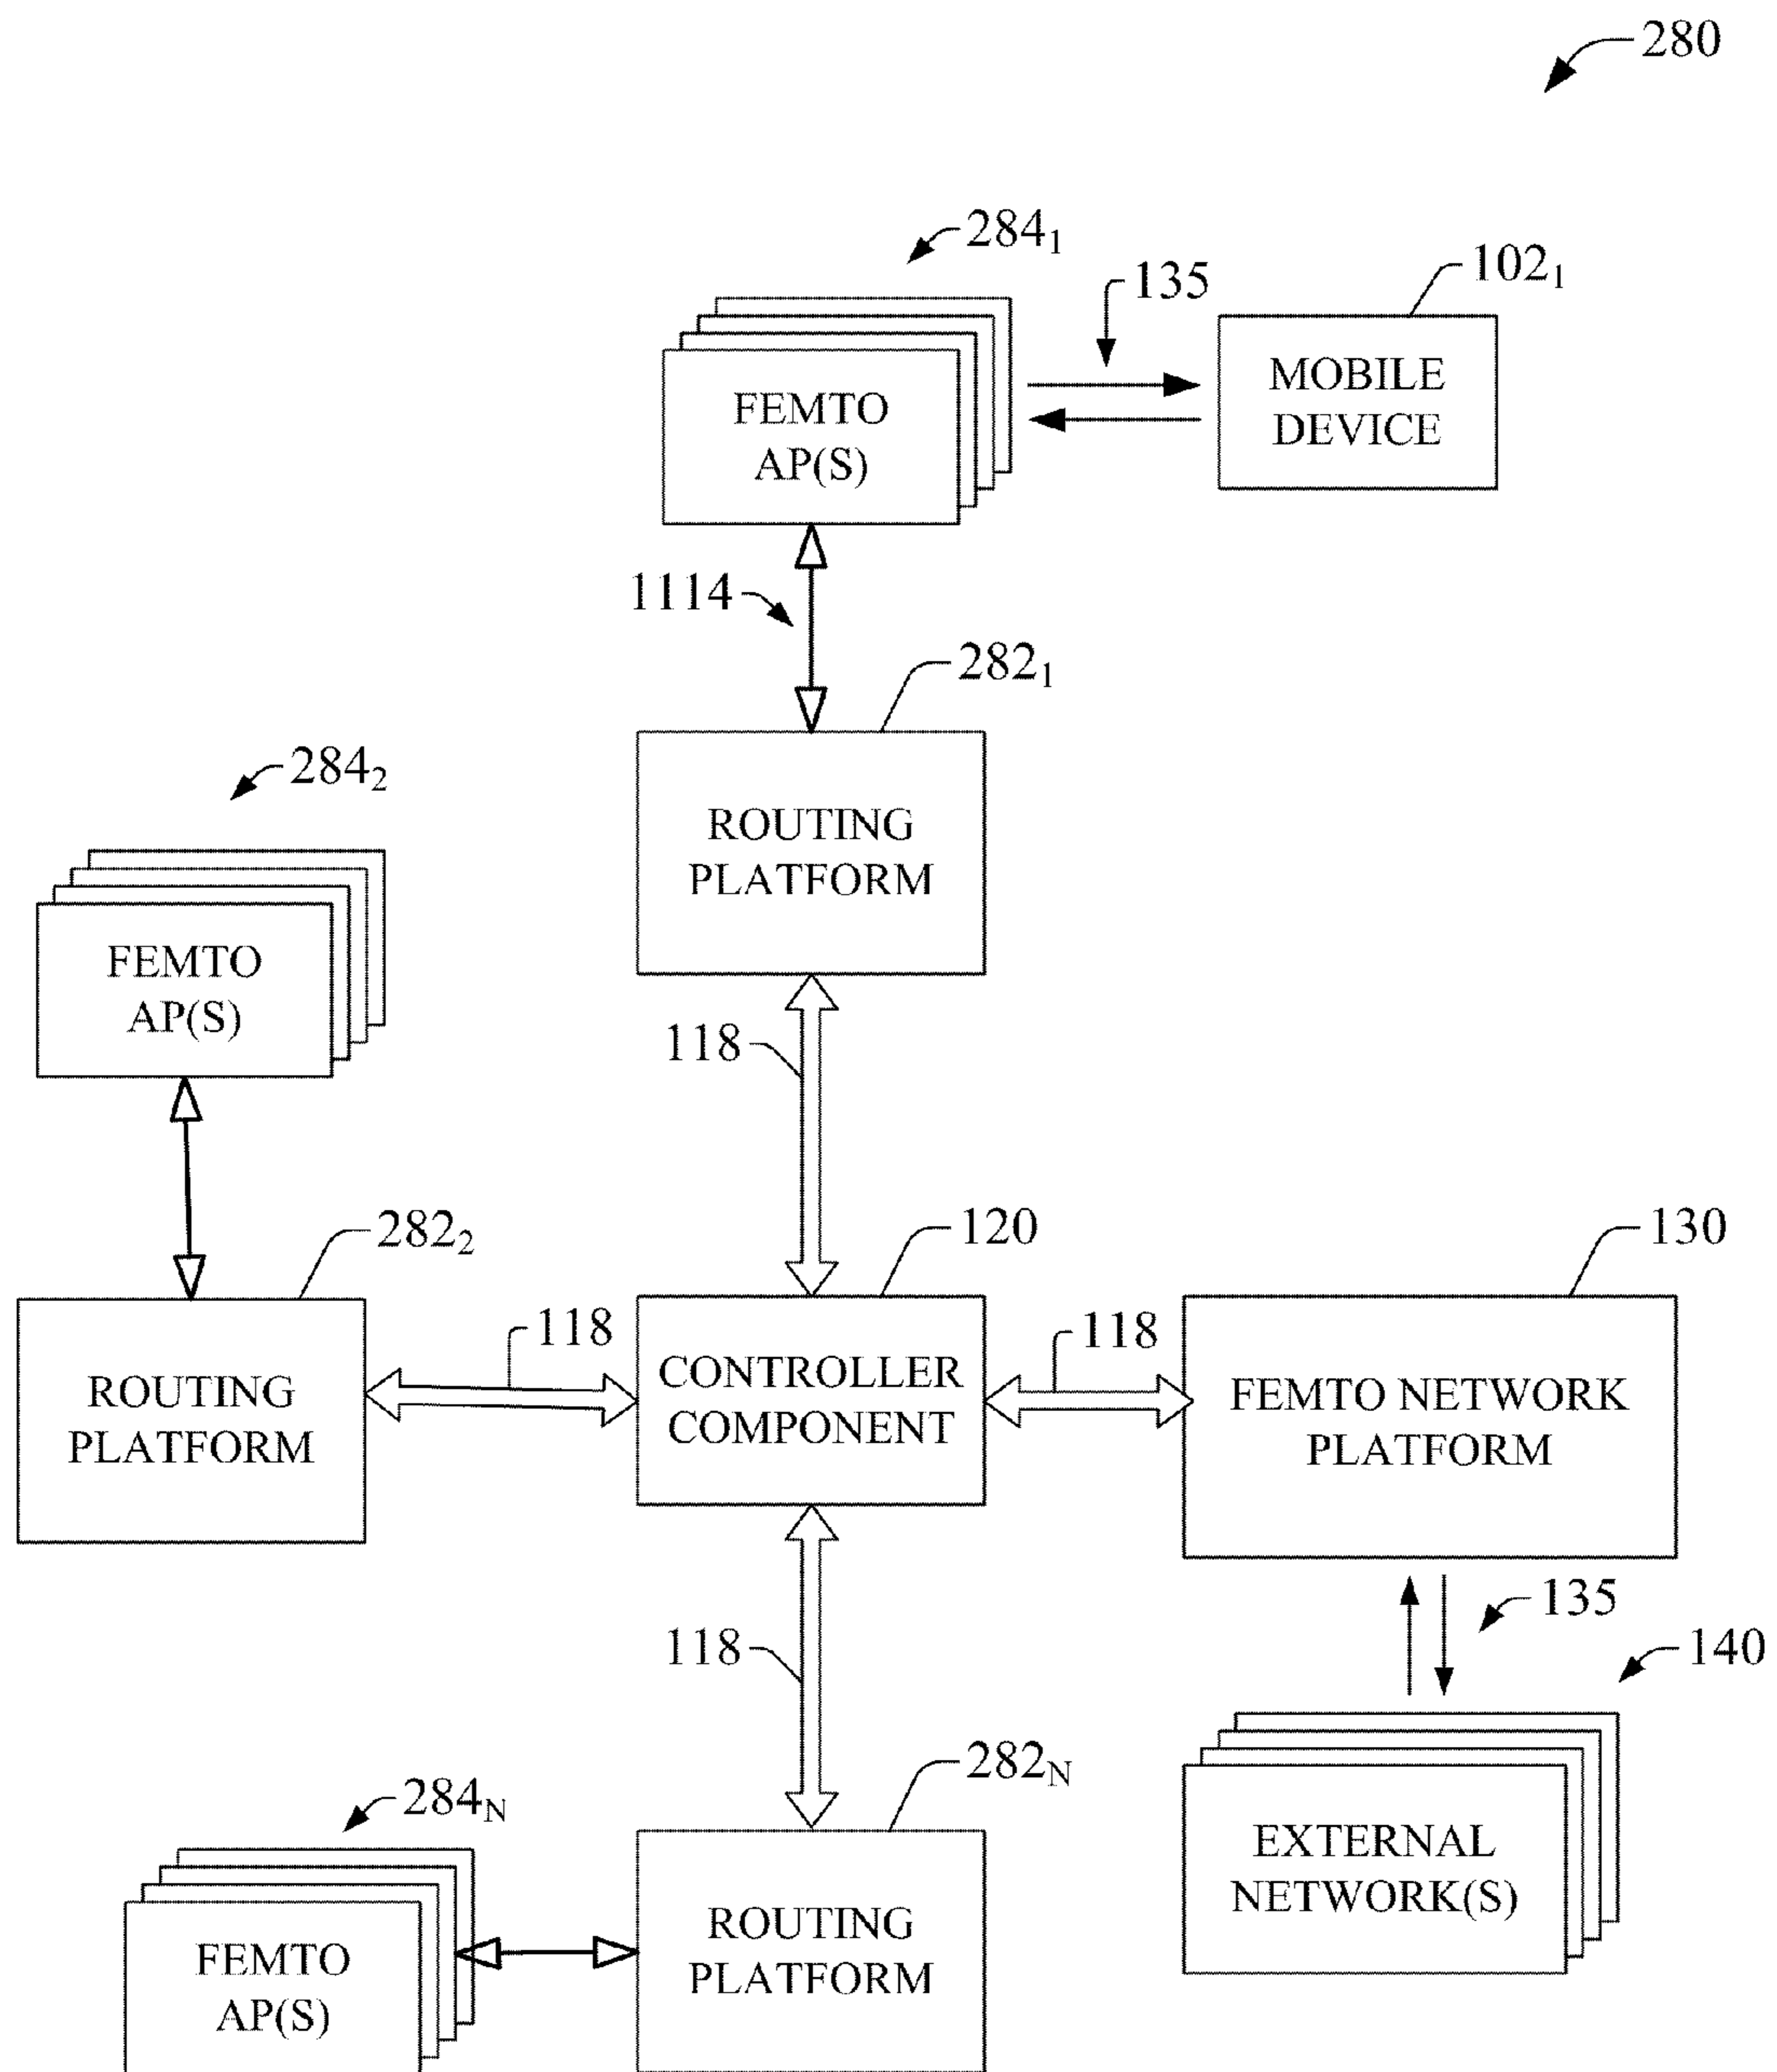 280
284₁
135
102₁
FEMTO
AP(S)
MOBILE
DEVICE
1114
282₁
ROUTING
PLATFORM
284₂
FEMTO
AP(S)
118
282₂
120
130
ROUTING
PLATFORM
118
CONTROLLER
COMPONENT
118
FEMTO NETWORK
PLATFORM
135
140
118
EXTERNAL
NETWORK(S)
282N
284N
ROUTING
PLATFORM
FEMTO
AP(S)